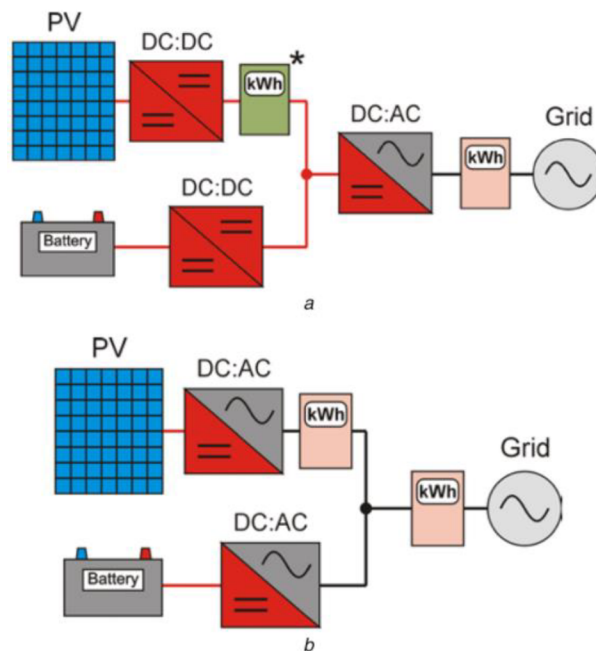 PV
DC:DC
kWh
*
DC:AC
kWh
Grid
DC:DC
Battery
a
PV
DC:AC
kWh
Grid
kWh
DC:AC
Battery
b